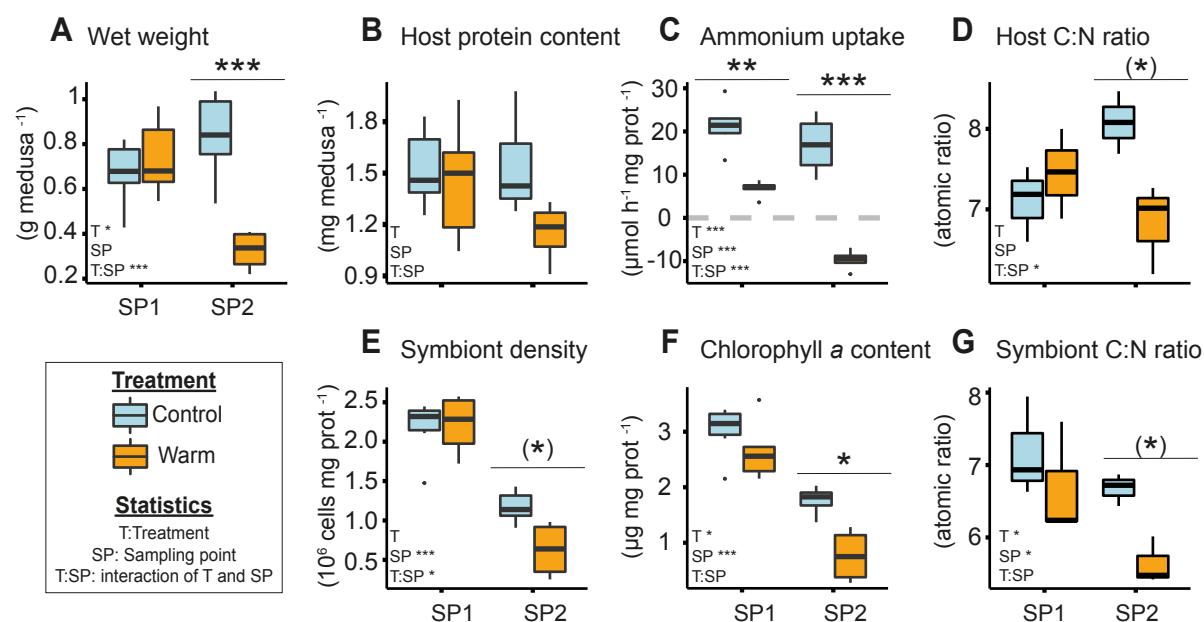 A Wet weight
***
(g medusa ⁻¹)
1
0.8
0.6
0.4
0.2
T *
SP
T:SP ***
SP1 SP2
B Host protein content
(mg medusa ⁻¹)
1.8
1.5
1.2
0.9
T
SP
T:SP
C Ammonium uptake
** ***
(µmol h⁻¹ mg prot ⁻¹)
30
20
10
0
-10
T ***
SP ***
T:SP ***
D Host C:N ratio
(*)
(atomic ratio)
8
7
T
SP
T:SP *
Treatment
Control
Warm
Statistics
T:Treatment
SP: Sampling point
T:SP: interaction of T and SP
E Symbiont density
(*)
(10⁶ cells mg prot ⁻¹)
2.5
2.0
1.5
1.0
0.5
T
SP ***
T:SP *
SP1 SP2
F Chlorophyll a content
*
(µg mg prot ⁻¹)
3
2
1
T *
SP ***
T:SP
SP1 SP2
G Symbiont C:N ratio
(*)
(atomic ratio)
8
7
6
T *
SP *
T:SP
SP1 SP2